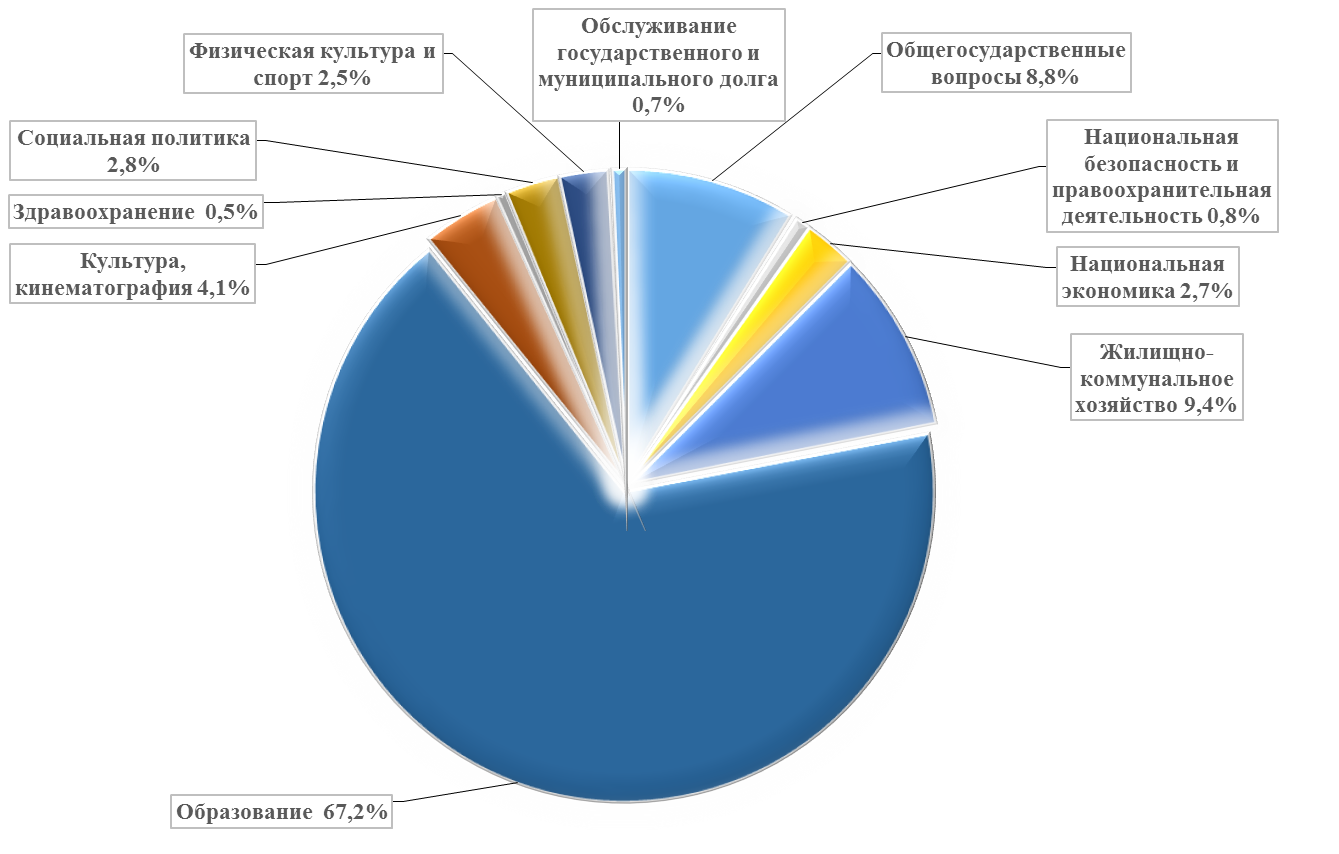 Обслуживание
государственного и
муниципального долга
0,7%
Общегосударственные
вопросы 8,8%
Национальная
безопасность и
правоохранительная
деятельность 0,8%
Национальная
экономика 2,7%
Жилищно-
коммунальное
хозяйство 9,4%
Образование 67,2%
Культура,
кинематография 4,1%
Здравоохранение 0,5%
Социальная политика
2,8%
Физическая культура и
спорт 2,5%